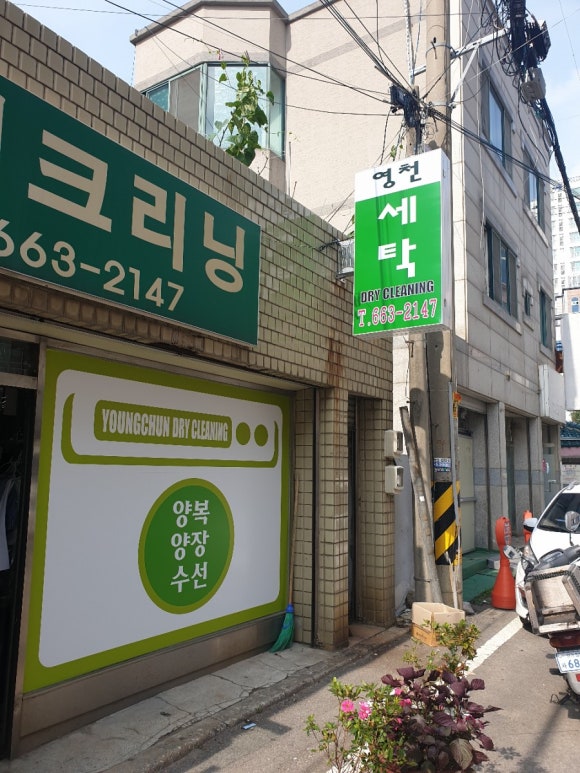 크리닝
663-2147
영천
세탁
DRY CLEANING
T.663-2147
YOUNGCHUN DRY CLEANING
양복
양장
수선